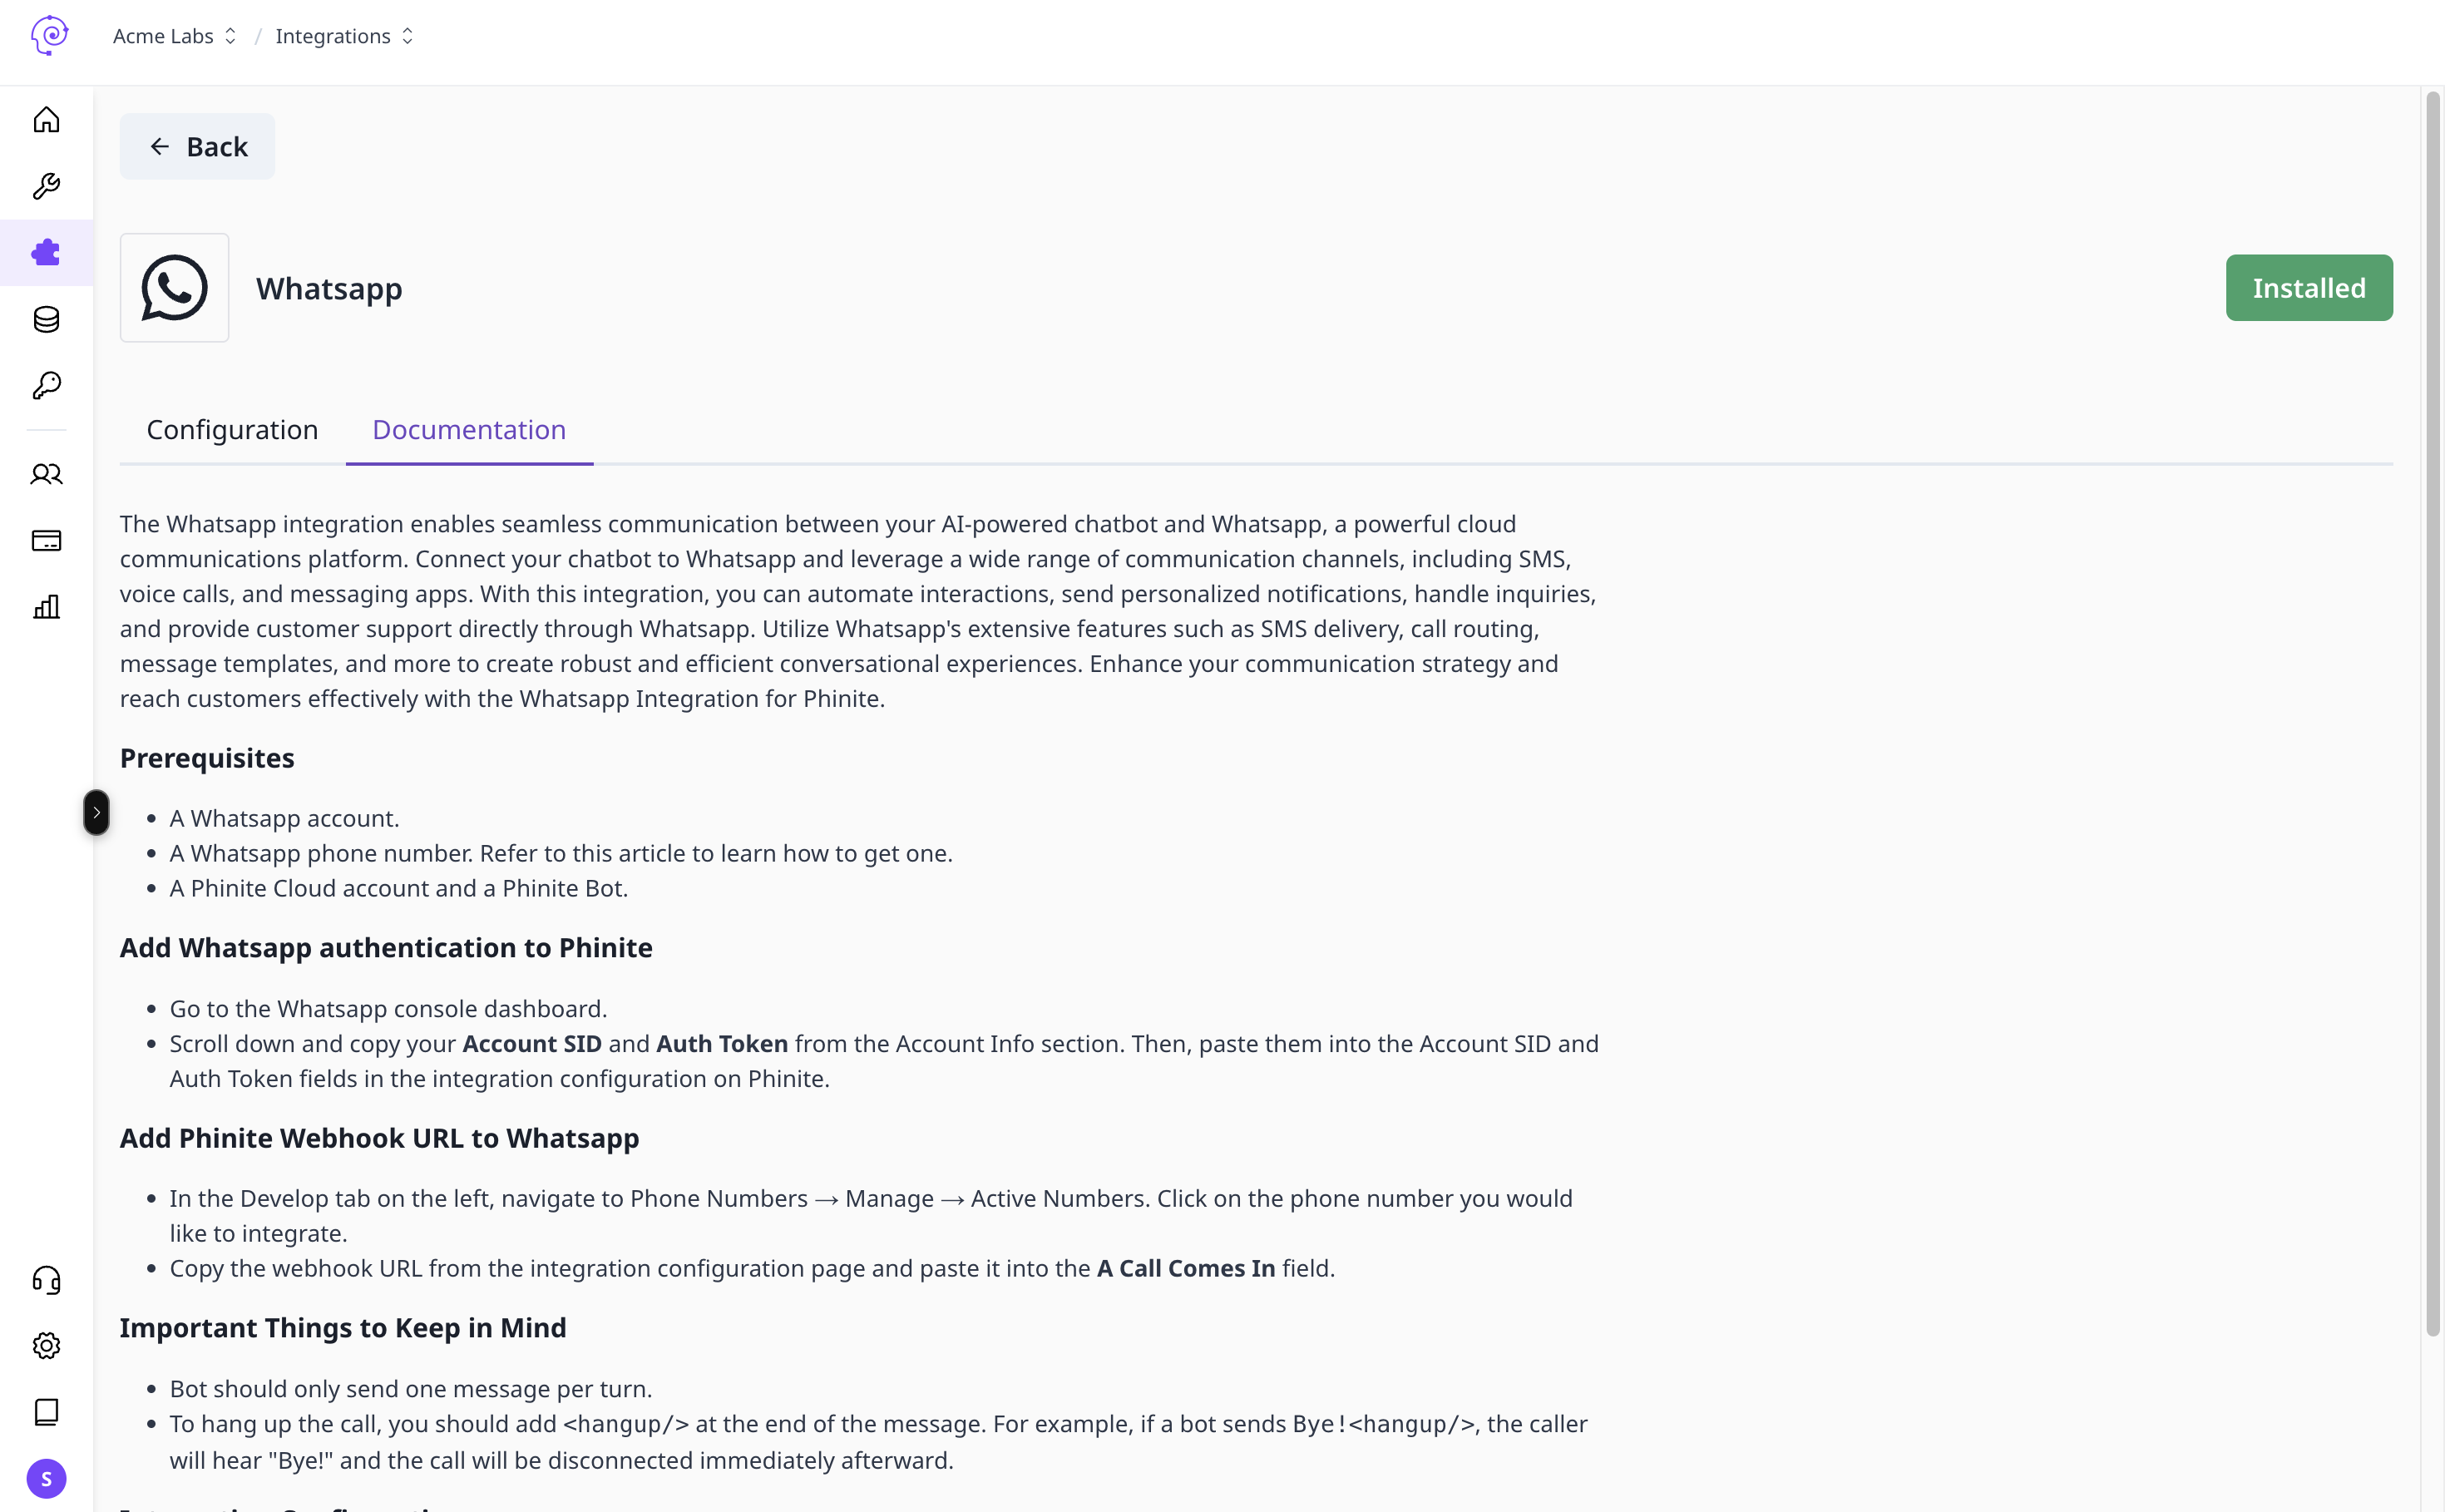 Acme Labs / Integrations
Back
Whatsapp
Installed
Configuration Documentation
The Whatsapp integration enables seamless communication between your AI-powered chatbot and Whatsapp, a powerful cloud
communications platform. Connect your chatbot to Whatsapp and leverage a wide range of communication channels, including SMS,
voice calls, and messaging apps. With this integration, you can automate interactions, send personalized notifications, handle inquiries,
and provide customer support directly through Whatsapp. Utilize Whatsapp's extensive features such as SMS delivery, call routing,
message templates, and more to create robust and efficient conversational experiences. Enhance your communication strategy and
reach customers effectively with the Whatsapp Integration for Phinite.
Prerequisites
• A Whatsapp account.
• A Whatsapp phone number. Refer to this article to learn how to get one.
• A Phinite Cloud account and a Phinite Bot.
Add Whatsapp authentication to Phinite
• Go to the Whatsapp console dashboard.
• Scroll down and copy your Account SID and Auth Token from the Account Info section. Then, paste them into the Account SID and
Auth Token fields in the integration configuration on Phinite.
Add Phinite Webhook URL to Whatsapp
• In the Develop tab on the left, navigate to Phone Numbers → Manage → Active Numbers. Click on the phone number you would
like to integrate.
• Copy the webhook URL from the integration configuration page and paste it into the A Call Comes In field.
Important Things to Keep in Mind
• Bot should only send one message per turn.
• To hang up the call, you should add <hangup/> at the end of the message. For example, if a bot sends Bye!<hangup/>, the caller
will hear "Bye!" and the call will be disconnected immediately afterward.
S